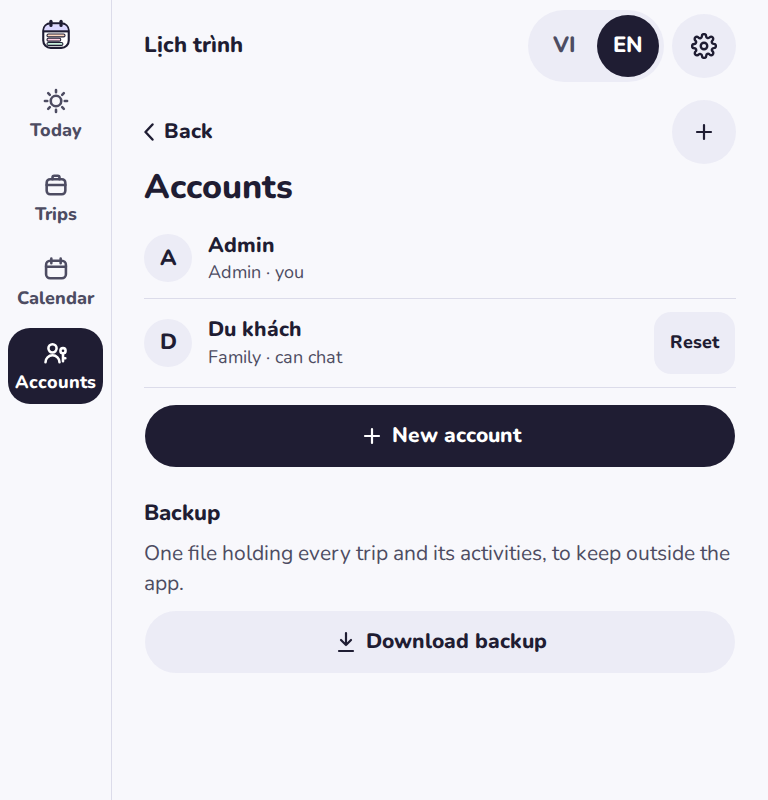 Lịch trình
VI
EN
Today
Trips
Calendar
Accounts
Back
Accounts
A
Admin
Admin · you
D
Du khách
Family · can chat
Reset
New account
Backup
One file holding every trip and its activities, to keep outside the
app.
Download backup